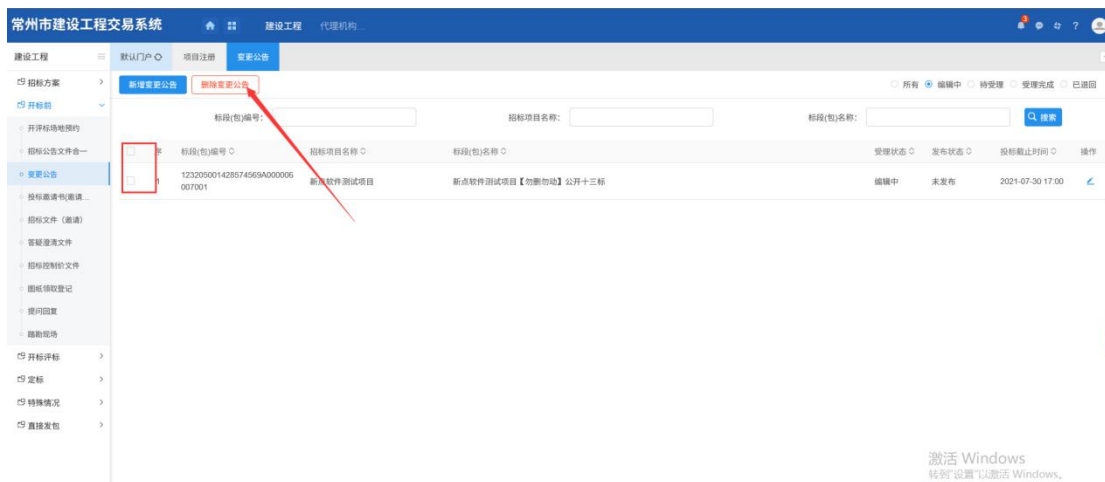 常州市建设工程交易系统
建设工程 代理机构...
3
?
建设工程
默认门户 项目注册 变更公告
招标方案
开标前
开评标场地预约
招标公告文件合一
变更公告
投标邀请书(邀请...
招标文件（邀请）
答疑澄清文件
招标控制价文件
图纸领取登记
提问回复
踏勘现场
开标评标
定标
特殊情况
直接发包
新增变更公告 删除变更公告
所有 编辑中 待受理 受理完成 已退回
标段(包)编号： 招标项目名称： 标段(包)名称： 搜索
序 标段(包)编号 招标项目名称 标段(包)名称 受理状态 发布状态 投标截止时间 操作
1 123205001428574569A000006
007001 新点软件测试项目 新点软件测试项目【勿删勿动】公开十三标 编辑中 未发布 2021-07-30 17:00
激活 Windows
转到"设置"以激活 Windows。